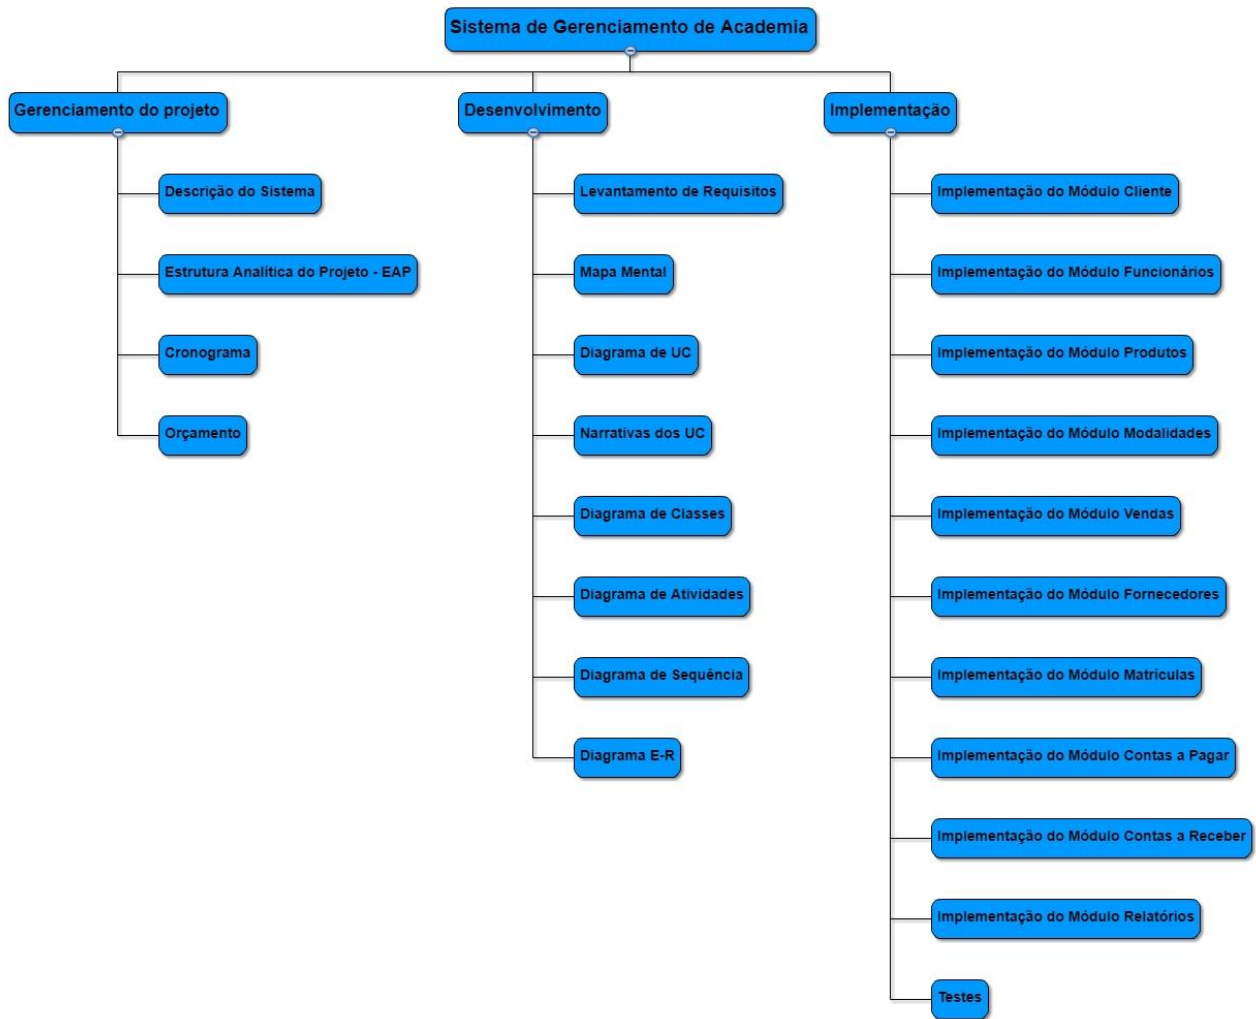 Sistema de Gerenciamento de Academia
Gerenciamento do projeto
Descrição do Sistema
Estrutura Analítica do Projeto - EAP
Cronograma
Orçamento
Desenvolvimento
Levantamento de Requisitos
Mapa Mental
Diagrama de UC
Narrativas dos UC
Diagrama de Classes
Diagrama de Atividades
Diagrama de Sequência
Diagrama E-R
Implementação
Implementação do Módulo Cliente
Implementação do Módulo Funcionários
Implementação do Módulo Produtos
Implementação do Módulo Modalidades
Implementação do Módulo Vendas
Implementação do Módulo Fornecedores
Implementação do Módulo Matrículas
Implementação do Módulo Contas a Pagar
Implementação do Módulo Contas a Receber
Implementação do Módulo Relatórios
Testes